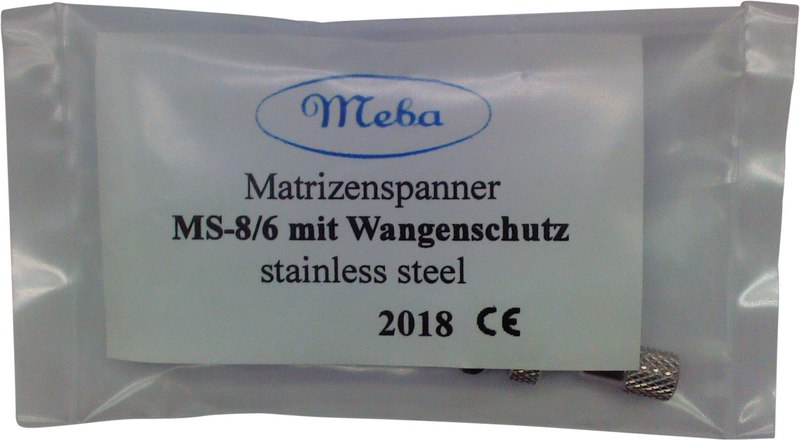 Meba
Matrizenspanner
MS-8/6 mit Wangenschutz
stainless steel
2018 CE